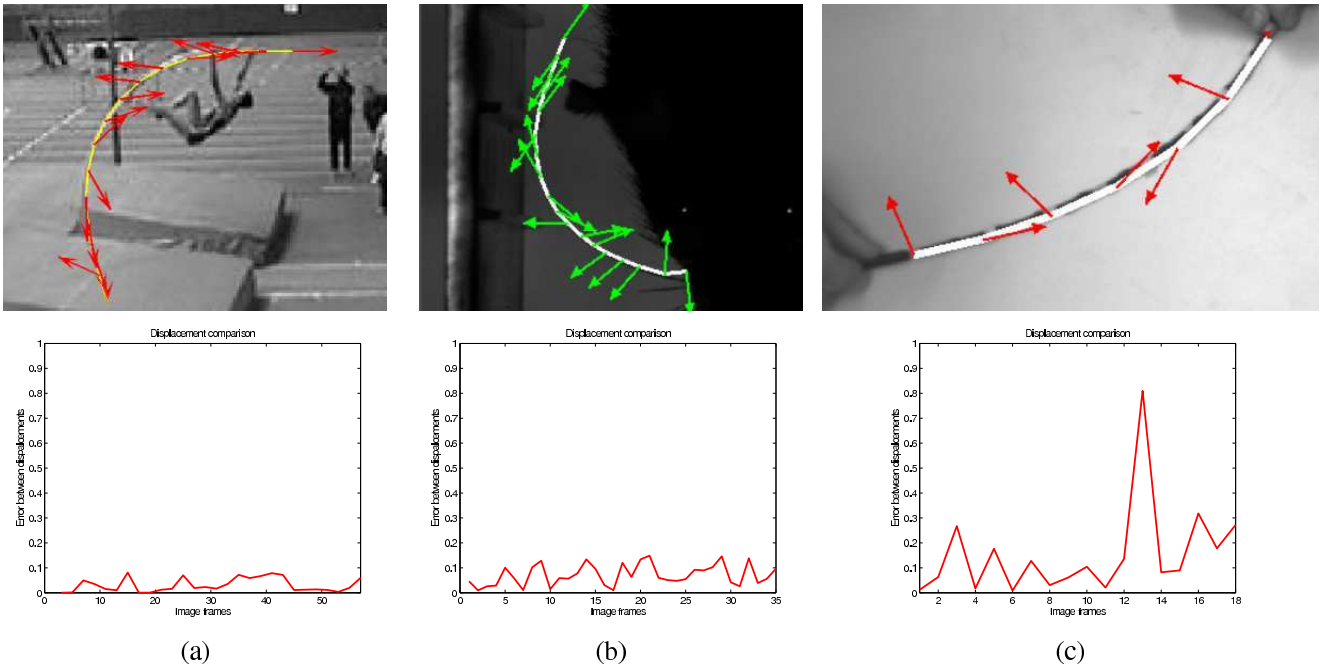 Displacement comparison
Error between dispalcements
1
0.9
0.8
0.7
0.6
0.5
0.4
0.3
0.2
0.1
0
0 10 20 30 40 50
Image frames
(a)
Displacement comparison
Error between dispalcements
1
0.9
0.8
0.7
0.6
0.5
0.4
0.3
0.2
0.1
0
0 5 10 15 20 25 30 35
Image frames
(b)
Displacement comparison
Error between dispalcements
1
0.9
0.8
0.7
0.6
0.5
0.4
0.3
0.2
0.1
0
2 4 6 8 10 12 14 16 18
Image frames
(c)